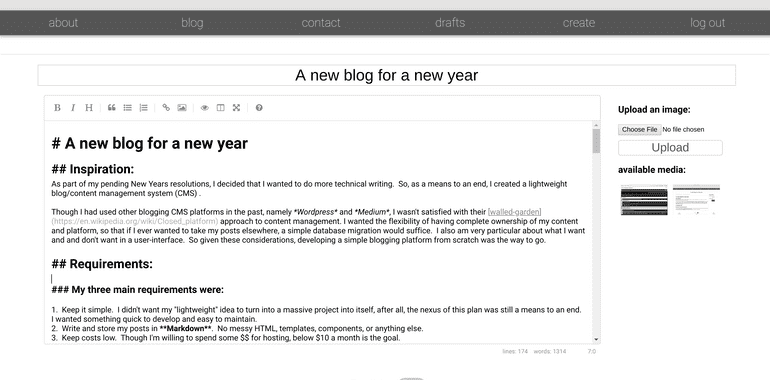 about blog contact drafts create log out
A new blog for a new year
B I H
# A new blog for a new year
## Inspiration:
As part of my pending New Years resolutions, I decided that I wanted to do more technical writing. So, as a means to an end, I created a lightweight
blog/content management system (CMS) .
Though I had used other blogging CMS platforms in the past, namely *Wordpress* and *Medium*, I wasn't satisfied with their [walled-garden]
(https://en.wikipedia.org/wiki/Closed_platform) approach to content management. I wanted the flexibility of having complete ownership of my content
and platform, so that if I ever wanted to take my posts elsewhere, a simple database migration would suffice. I also am very particular about what I want
and and don't want in a user-interface. So given these considerations, developing a simple blogging platform from scratch was the way to go.
## Requirements:
### My three main requirements were:
1. Keep it simple. I didn't want my "lightweight" idea to turn into a massive project into itself, after all, the nexus of this plan was still a means to an end.
I wanted something quick to develop and easy to maintain.
2. Write and store my posts in **Markdown**. No messy HTML, templates, components, or anything else.
3. Keep costs low. Though I'm willing to spend some $$ for hosting, below $10 a month is the goal.
lines: 174 words: 1314 7:0
Upload an image:
Choose File No file chosen
Upload
available media: